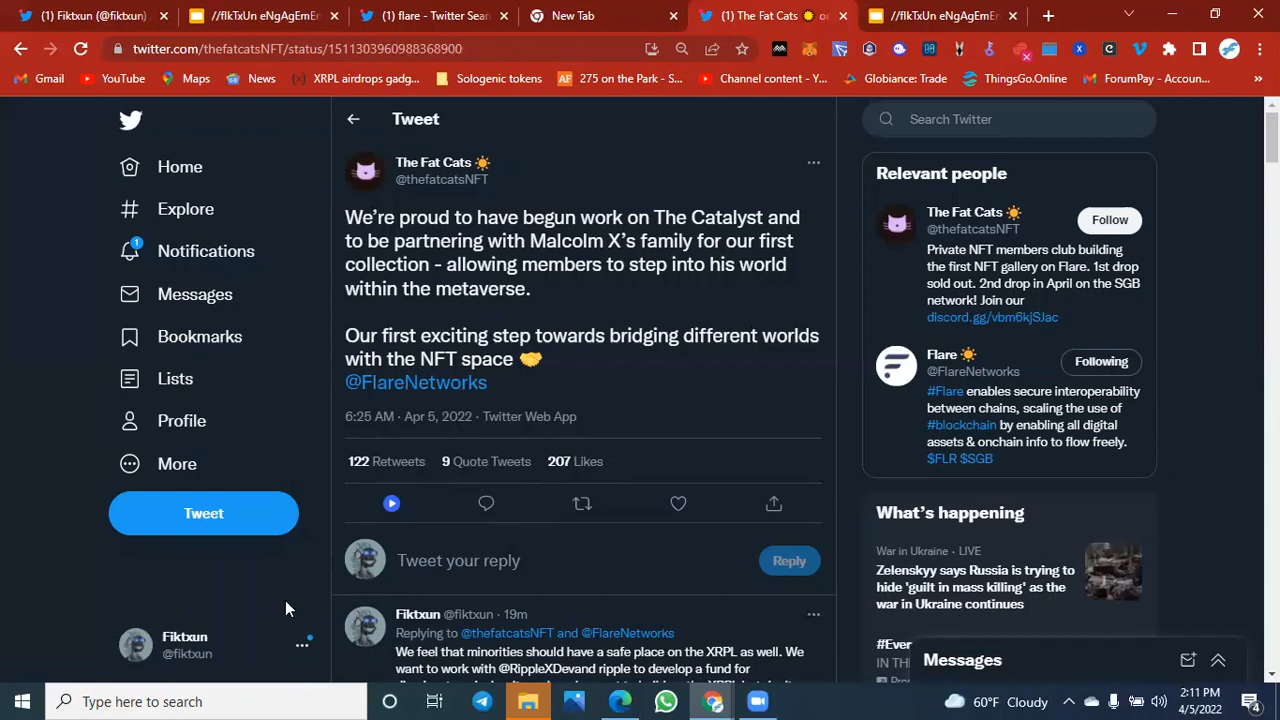 (1) Fiktxun (@fiktxun) /
//fIkTxUn eNgAgEmEn
(1) flare - Twitter Sear
New Tab
(1) The Fat Cats
//fIkTxUn eNgAgEmEn
twitter.com/thefatcatsNFT/status/1511303960988368900
Gmail
YouTube
Maps
News
XRPL airdrops gadg...
Sologenic tokens
AF 275 on the Park - S...
Channel content - Y...
Globiance: Trade
ThingsGo.Online
ForumPay - Accoun...
»
Home
Explore
1
Notifications
Messages
Bookmarks
Lists
Profile
More
Tweet
Fiktxun
@fiktxun
Tweet
The Fat Cats ☀️
@thefatcatsNFT
We’re proud to have begun work on The Catalyst and
to be partnering with Malcolm X’s family for our first
collection - allowing members to step into his world
within the metaverse.
Our first exciting step towards bridging different worlds
with the NFT space 🤝
@FlareNetworks
6:25 AM · Apr 5, 2022 · Twitter Web App
122 Retweets 9 Quote Tweets 207 Likes
Tweet your reply
Reply
Fiktxun @fiktxun · 19m
Replying to @thefatcatsNFT and @FlareNetworks
We feel that minorities should have a safe place on the XRPL as well. We
want to work with @RippleXDevand ripple to develop a fund for
Search Twitter
Relevant people
The Fat Cats ☀️
@thefatcatsNFT
Follow
Private NFT members club building
the first NFT gallery on Flare. 1st drop
sold out. 2nd drop in April on the SGB
network! Join our
discord.gg/vbm6kjSJac
Flare ☀️
@FlareNetworks
Following
#Flare enables secure interoperability
between chains, scaling the use of
#blockchain by enabling all digital
assets & onchain info to flow freely.
$FLR $SGB
What’s happening
War in Ukraine · LIVE
Zelenskyy says Russia is trying to
hide 'guilt in mass killing' as the
war in Ukraine continues
#Ever
IN TH
Pro
Messages
Type here to search
60°F Cloudy
2:11 PM
4/5/2022
4